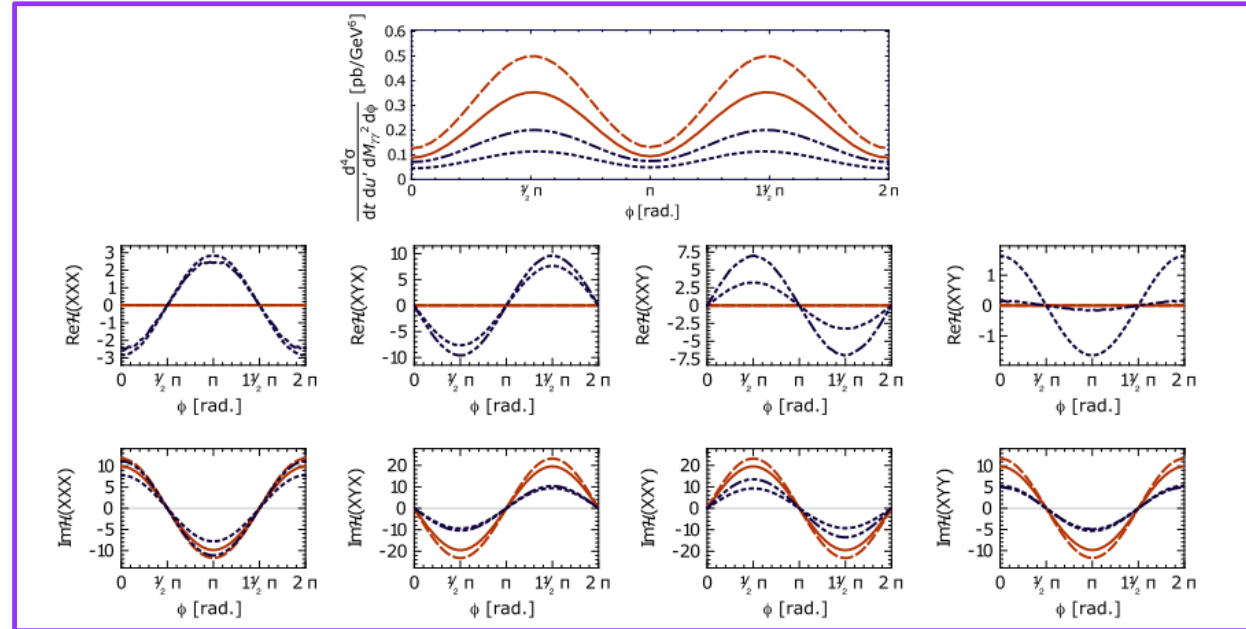 d⁴σ
dt du' dM²γγ dϕ
[pb/GeV⁶]
0.6
0.5
0.4
0.3
0.2
0.1
0
0 ½ π π 1½ π 2 π
ϕ [rad.]
Reℋ(XXX)
3
2
1
0
-1
-2
-3
0 ½ π π 1½ π 2 π
ϕ [rad.]
Reℋ(XYX)
10
5
0
-5
-10
0 ½ π π 1½ π 2 π
ϕ [rad.]
Reℋ(XXY)
7.5
5
2.5
0
-2.5
-5
-7.5
0 ½ π π 1½ π 2 π
ϕ [rad.]
Reℋ(XYY)
1
0
-1
0 ½ π π 1½ π 2 π
ϕ [rad.]
Imℋ(XXX)
10
5
0
-5
-10
0 ½ π π 1½ π 2 π
ϕ [rad.]
Imℋ(XYX)
20
10
0
-10
-20
0 ½ π π 1½ π 2 π
ϕ [rad.]
Imℋ(XXY)
20
10
0
-10
-20
0 ½ π π 1½ π 2 π
ϕ [rad.]
Imℋ(XYY)
10
5
0
-5
-10
0 ½ π π 1½ π 2 π
ϕ [rad.]